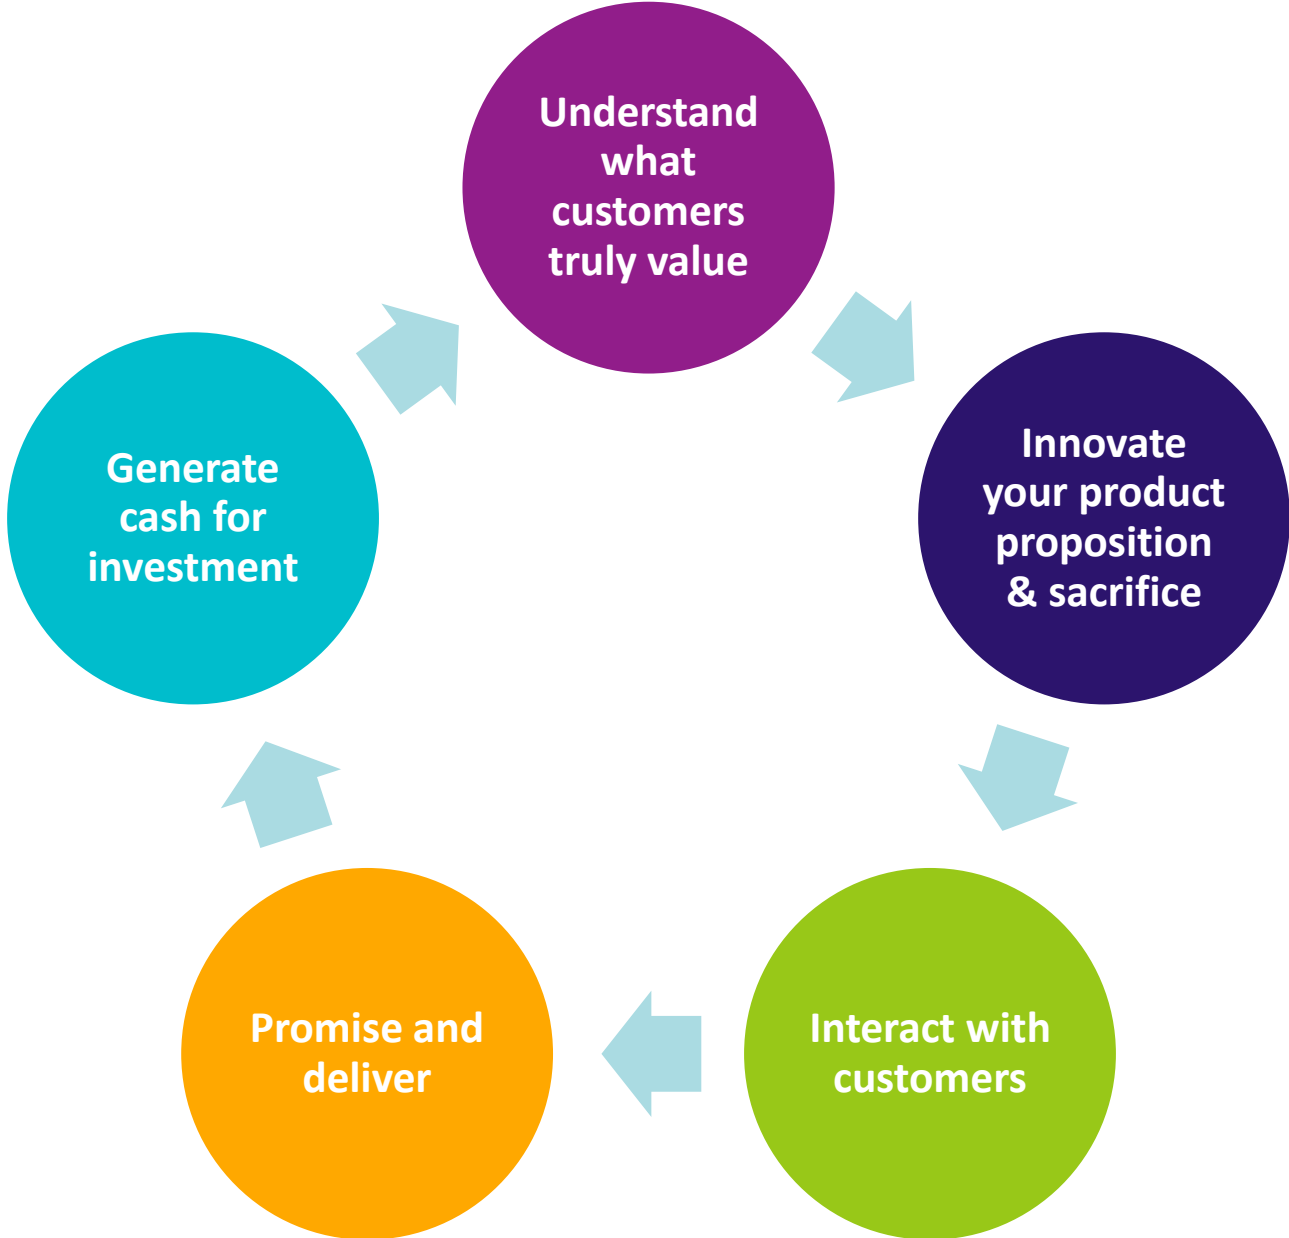 Understand
what
customers
truly value
Innovate
your product
proposition
& sacrifice
Interact with
customers
Promise and
deliver
Generate
cash for
investment